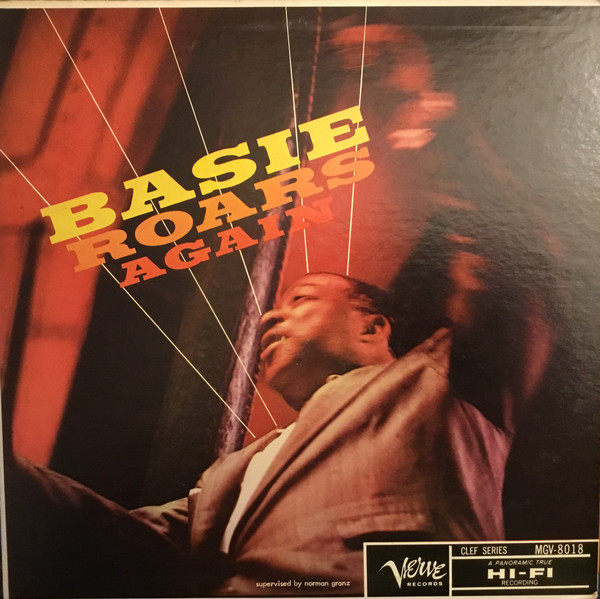 BASIE
ROARS
AGAIN
supervised by norman granz
Verve
RECORDS
CLEF SERIES MGV-8018
A PANORAMIC TRUE
HI-FI
RECORDING